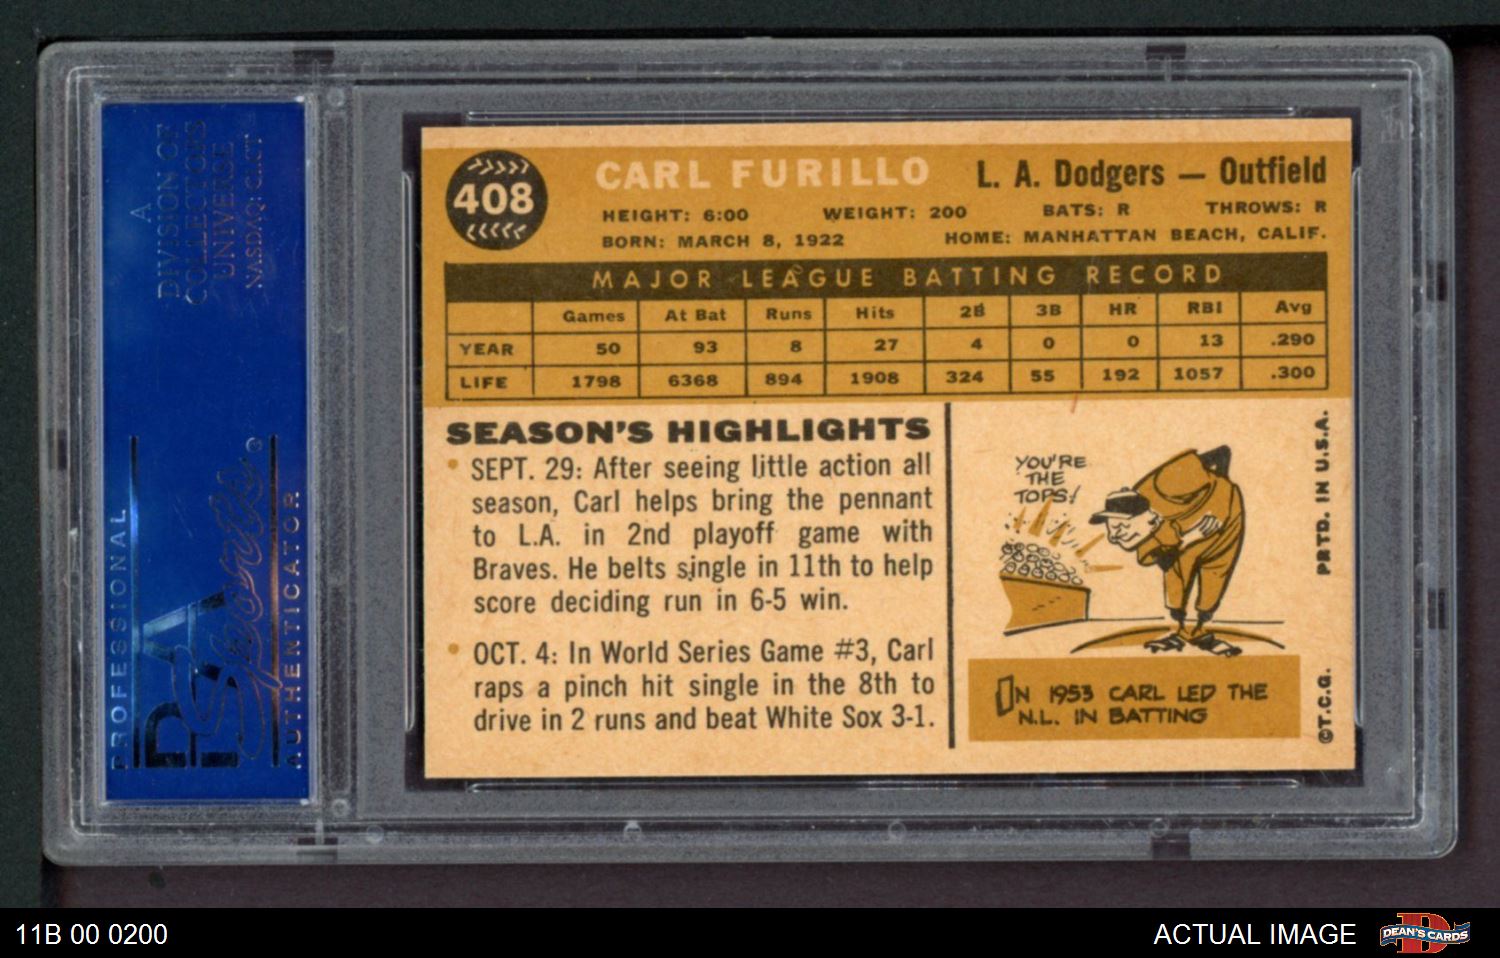 A
DIVISION OF
COLLECTORS
UNIVERSE
NASDAQ: CLCT
PROFESSIONAL
PSA
Sports
AUTHENTICATOR
408
CARL FURILLO
L. A. Dodgers — Outfield
HEIGHT: 6:00 WEIGHT: 200 BATS: R THROWS: R
BORN: MARCH 8, 1922 HOME: MANHATTAN BEACH, CALIF.
MAJOR LEAGUE BATTING RECORD
Games At Bat Runs Hits 2B 3B HR RBI Avg
YEAR 50 93 8 27 4 0 0 13 .290
LIFE 1798 6368 894 1908 324 55 192 1057 .300
SEASON'S HIGHLIGHTS
• SEPT. 29: After seeing little action all
season, Carl helps bring the pennant
to L.A. in 2nd playoff game with
Braves. He belts single in 11th to help
score deciding run in 6-5 win.
• OCT. 4: In World Series Game #3, Carl
raps a pinch hit single in the 8th to
drive in 2 runs and beat White Sox 3-1.
YOU'RE
THE
TOPS!
IN 1953 CARL LED THE
N.L. IN BATTING
©T.C.G. PRTD. IN U.S.A.
11B 00 0200
ACTUAL IMAGE
D
DEAN'S CARDS